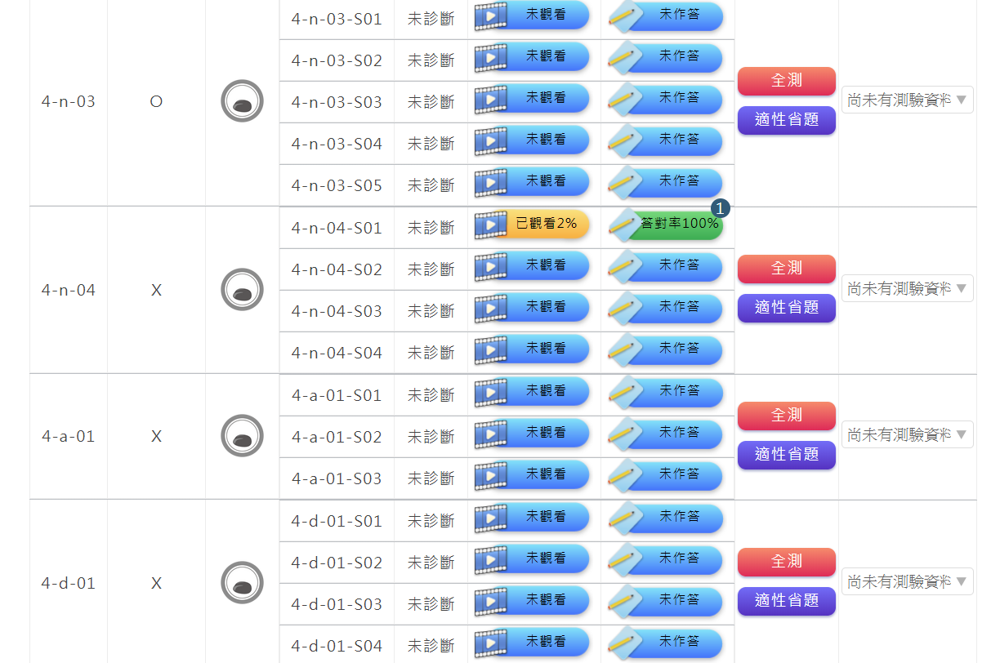 4-n-03-S01 未診斷 未觀看 未作答
4-n-03-S02 未診斷 未觀看 未作答
4-n-03 O 4-n-03-S03 未診斷 未觀看 未作答 全測 適性省題 尚未有測驗資料 ▼
4-n-03-S04 未診斷 未觀看 未作答
4-n-03-S05 未診斷 未觀看 未作答
4-n-04-S01 未診斷 已觀看2% 答對率100% 1
4-n-04-S02 未診斷 未觀看 未作答
4-n-04 X 全測 適性省題 尚未有測驗資料 ▼
4-n-04-S03 未診斷 未觀看 未作答
4-n-04-S04 未診斷 未觀看 未作答
4-a-01-S01 未診斷 未觀看 未作答
4-a-01 X 4-a-01-S02 未診斷 未觀看 未作答 全測 適性省題 尚未有測驗資料 ▼
4-a-01-S03 未診斷 未觀看 未作答
4-d-01-S01 未診斷 未觀看 未作答
4-d-01-S02 未診斷 未觀看 未作答
4-d-01 X 全測 適性省題 尚未有測驗資料 ▼
4-d-01-S03 未診斷 未觀看 未作答
4-d-01-S04 未診斷 未觀看 未作答